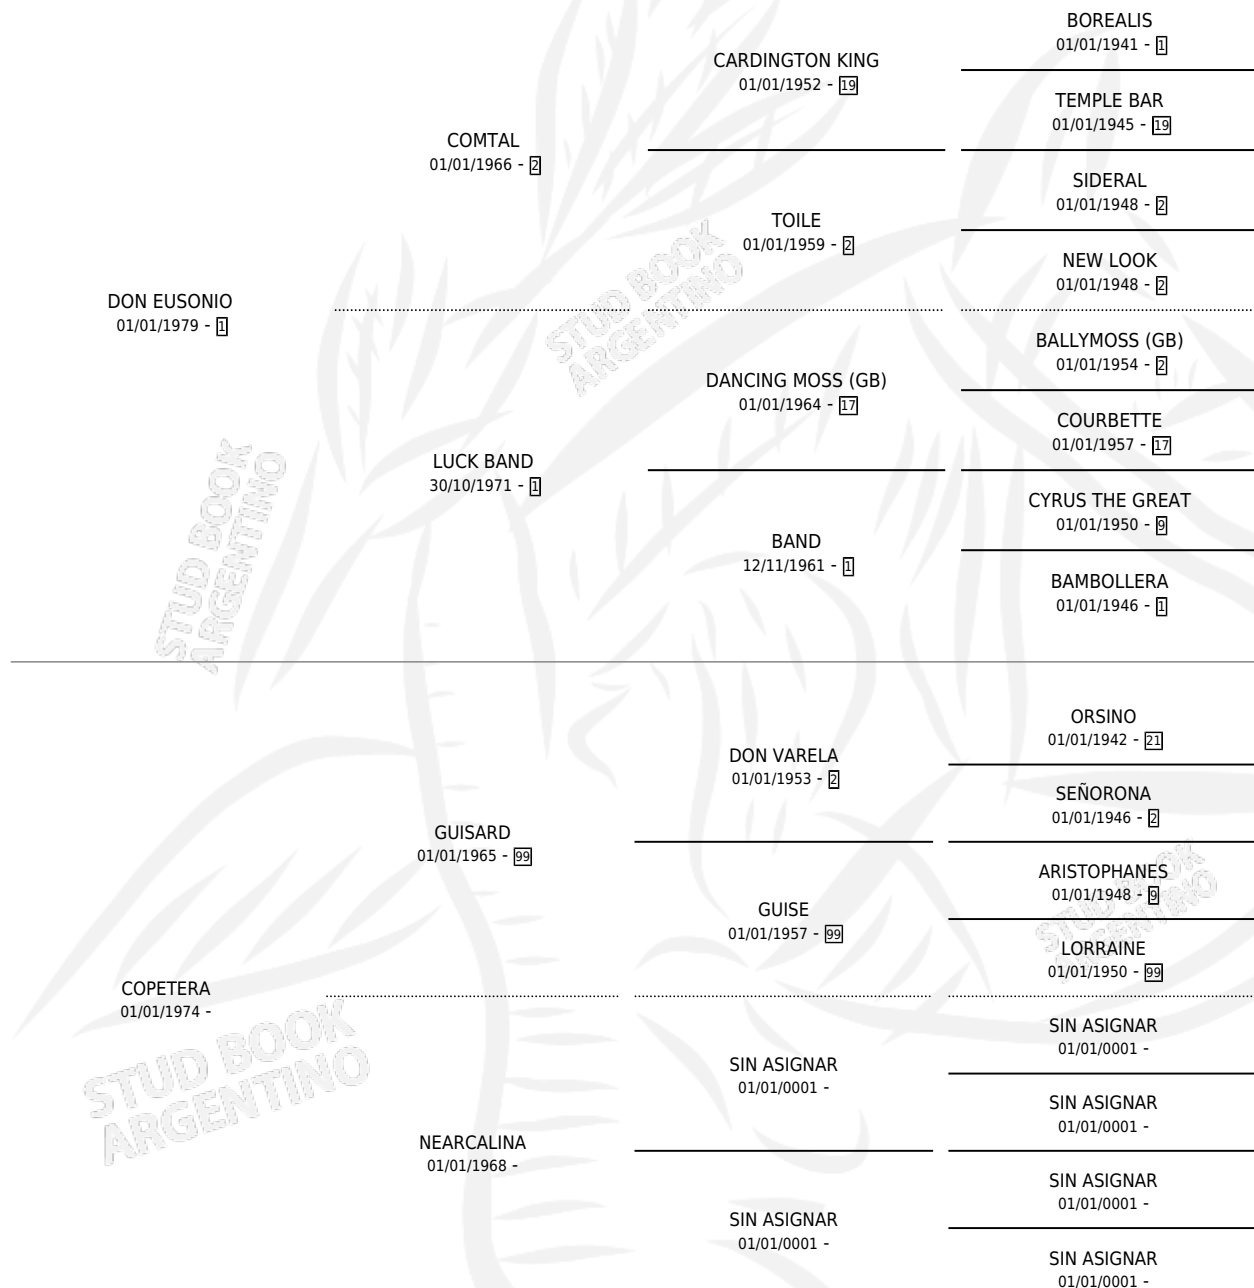 BOREALIS
01/01/1941 - 1
CARDINGTON KING
01/01/1952 - 19
TEMPLE BAR
01/01/1945 - 19
COMTAL
01/01/1966 - 2
SIDERAL
01/01/1948 - 2
TOILE
01/01/1959 - 2
NEW LOOK
01/01/1948 - 2
DON EUSONIO
01/01/1979 - 1
BALLYMOSS (GB)
01/01/1954 - 2
DANCING MOSS (GB)
01/01/1964 - 17
COURBETTE
01/01/1957 - 17
LUCK BAND
30/10/1971 - 1
CYRUS THE GREAT
01/01/1950 - 9
BAND
12/11/1961 - 1
BAMBOLLERA
01/01/1946 - 1
ORSINO
01/01/1942 - 21
DON VARELA
01/01/1953 - 2
SEÑORONA
01/01/1946 - 2
GUISARD
01/01/1965 - 99
ARISTOPHANES
01/01/1948 - 9
GUISE
01/01/1957 - 99
LORRAINE
01/01/1950 - 99
COPETERA
01/01/1974 -
SIN ASIGNAR
01/01/0001 -
SIN ASIGNAR
01/01/0001 -
SIN ASIGNAR
01/01/0001 -
NEARCALINA
01/01/1968 -
SIN ASIGNAR
01/01/0001 -
SIN ASIGNAR
01/01/0001 -
SIN ASIGNAR
01/01/0001 -
STUD BOOK
ARGENTINO
STUD BOOK
ARGENTINO
STUD BOOK
ARGENTINO
STUD BOOK
ARGENTINO